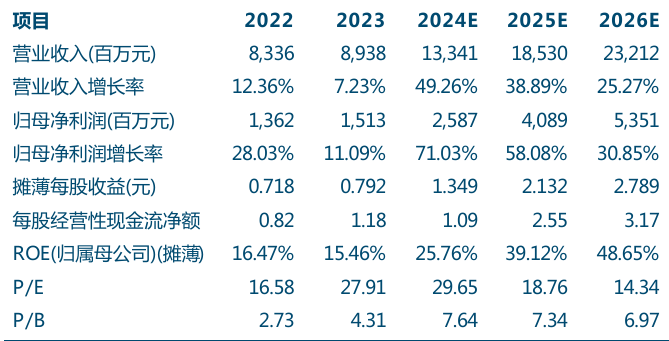 项目 2022 2023 2024E 2025E 2026E
营业收入(百万元) 8,336 8,938 13,341 18,530 23,212
营业收入增长率 12.36% 7.23% 49.26% 38.89% 25.27%
归母净利润(百万元) 1,362 1,513 2,587 4,089 5,351
归母净利润增长率 28.03% 11.09% 71.03% 58.08% 30.85%
摊薄每股收益(元) 0.718 0.792 1.349 2.132 2.789
每股经营性现金流净额 0.82 1.18 1.09 2.55 3.17
ROE(归属母公司)(摊薄) 16.47% 15.46% 25.76% 39.12% 48.65%
P/E 16.58 27.91 29.65 18.76 14.34
P/B 2.73 4.31 7.64 7.34 6.97